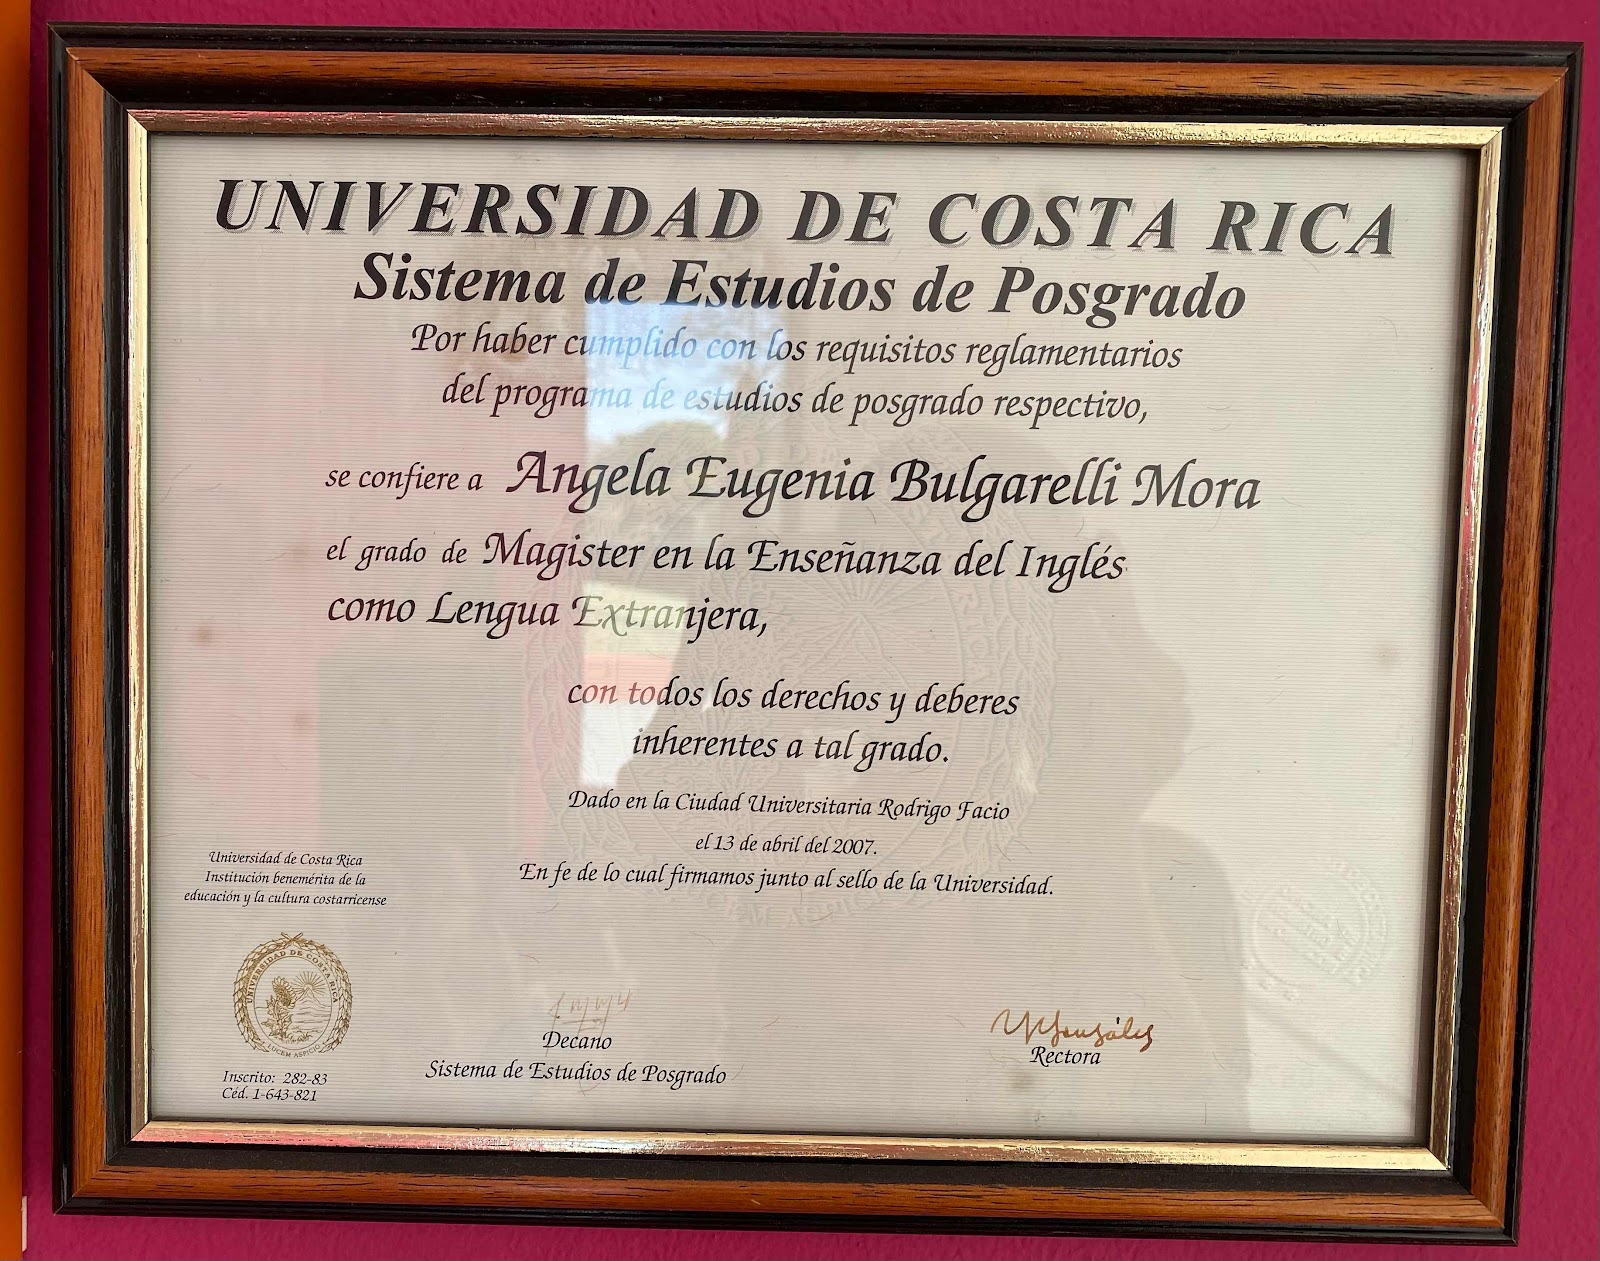 UNIVERSIDAD DE COSTA RICA
Sistema de Estudios de Posgrado
Por haber cumplido con los requisitos reglamentarios
del programa de estudios de posgrado respectivo,
se confiere a Angela Eugenia Bulgarelli Mora
el grado de Magister en la Enseñanza del Inglés
como Lengua Extranjera,
con todos los derechos y deberes
inherentes a tal grado.
Dado en la Ciudad Universitaria Rodrigo Facio
el 13 de abril del 2007.
En fe de lo cual firmamos junto al sello de la Universidad.
Universidad de Costa Rica
Institución benemérita de la
educación y la cultura costarricense
UNIVERSIDAD DE COSTA RICA
LUCEM ASPICIO
Inscrito: 282-83
Céd. 1-643-821
Decano
Sistema de Estudios de Posgrado
Rectora